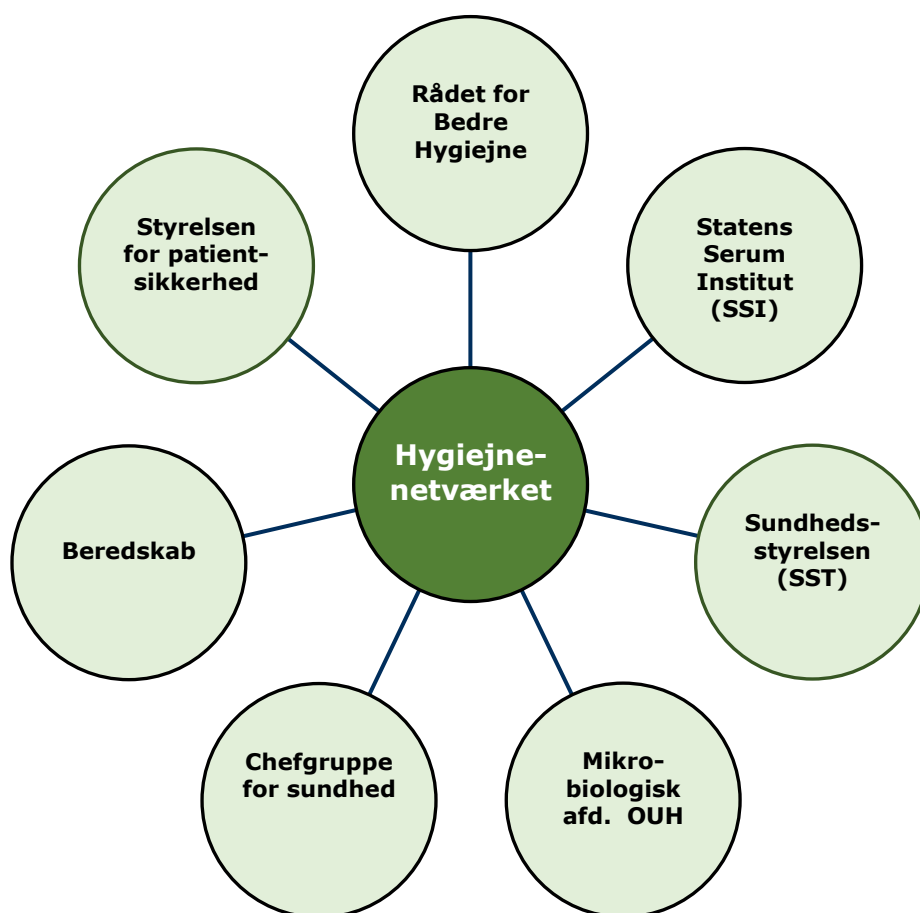 Rådet for
Bedre
Hygiejne
Statens
Serum
Institut
(SSI)
Sundheds-
styrelsen
(SST)
Mikro-
biologisk
afd.  OUH
Chefgruppe
for sundhed
Beredskab
Styrelsen
for patient-
sikkerhed
Hygiejne-
netværket